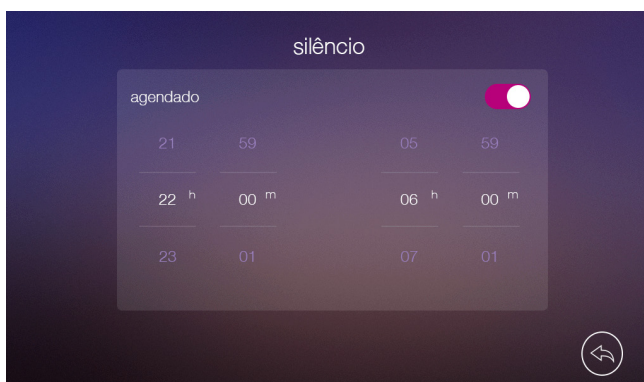 silêncio
agendado
21 59 05 59
22 h 00 m 06 h 00 m
23 01 07 01